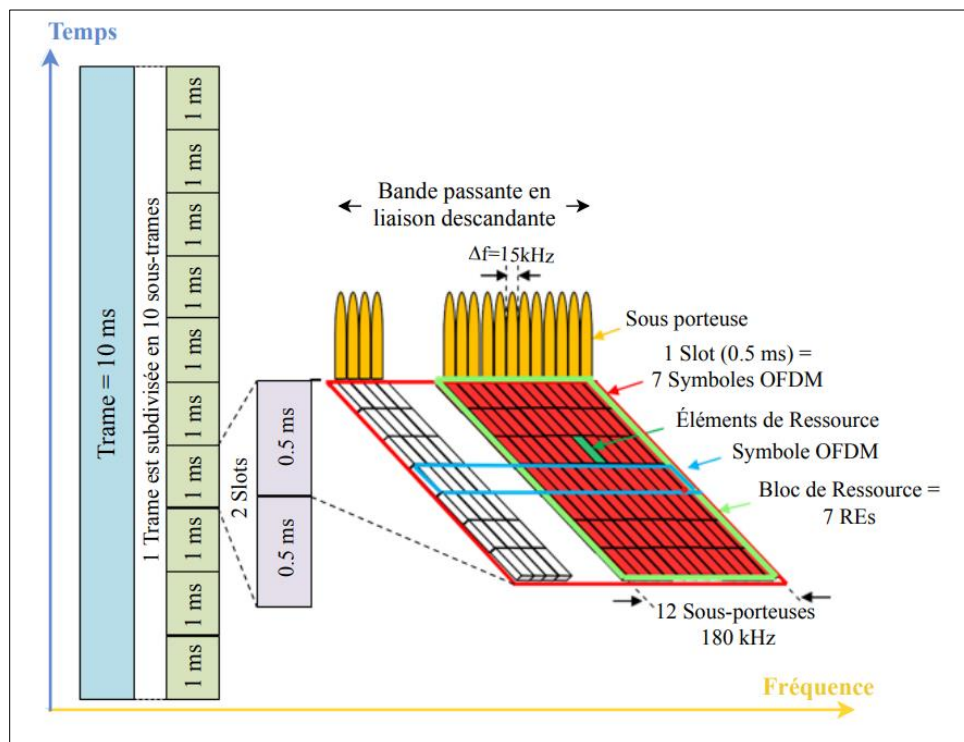 Temps
Trame = 10 ms
1 Trame est subdivisée en 10 sous-trames
1 ms
1 ms
1 ms
1 ms
1 ms
1 ms
1 ms
1 ms
1 ms
1 ms
2 Slots
0.5 ms
0.5 ms
Bande passante en
liaison descandante
Δf=15kHz
Sous porteuse
1 Slot (0.5 ms) =
7 Symboles OFDM
Éléments de Ressource
Symbole OFDM
Bloc de Ressource =
7 REs
12 Sous-porteuses
180 kHz
Fréquence